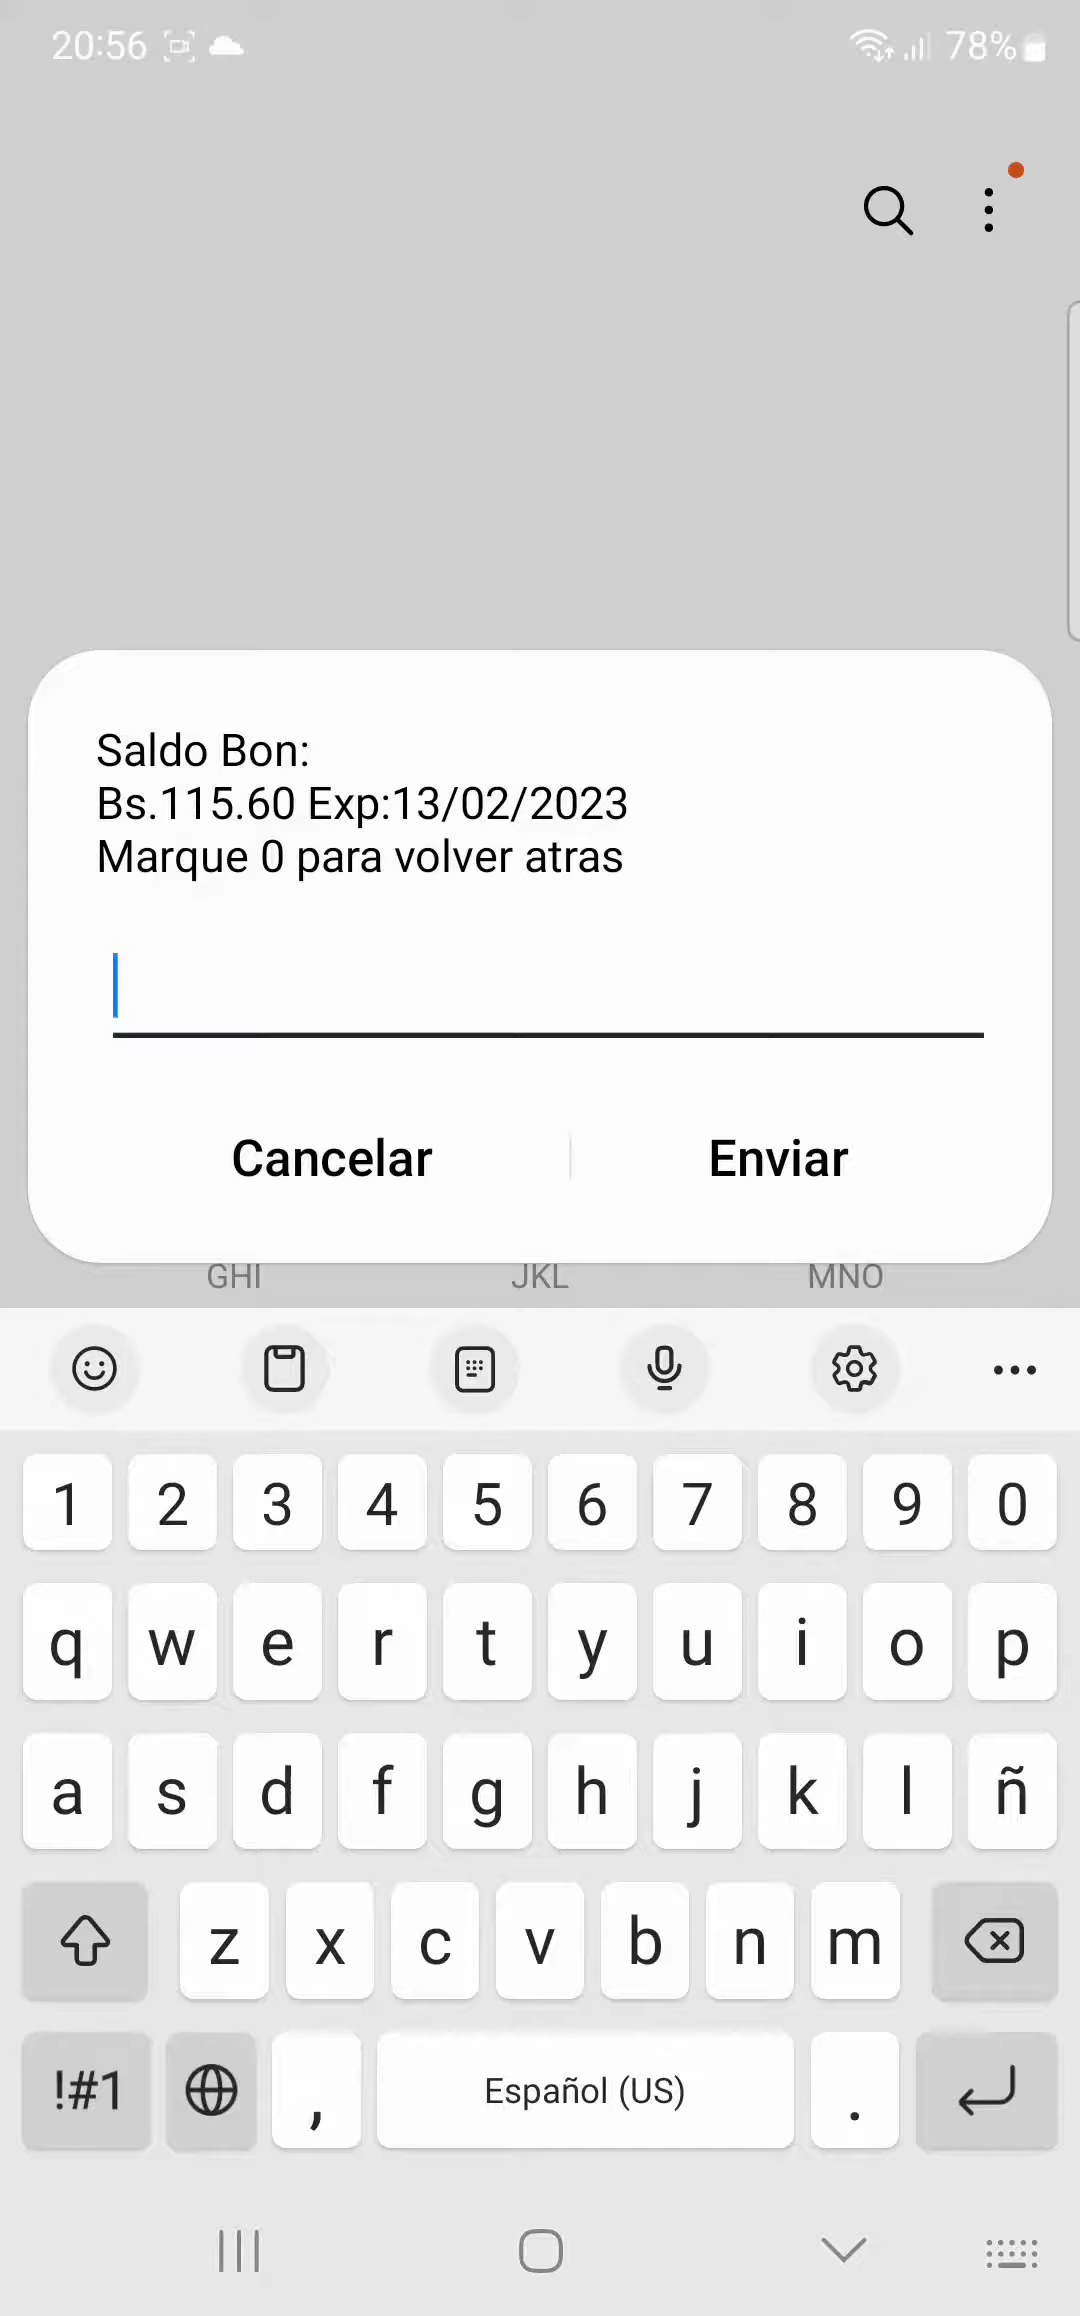 20:56 78%
Saldo Bon:
Bs.115.60 Exp:13/02/2023
Marque 0 para volver atras
Cancelar Enviar
GHI JKL MNO
1 2 3 4 5 6 7 8 9 0
q w e r t y u i o p
a s d f g h j k l ñ
z x c v b n m
!#1 , Español (US) .